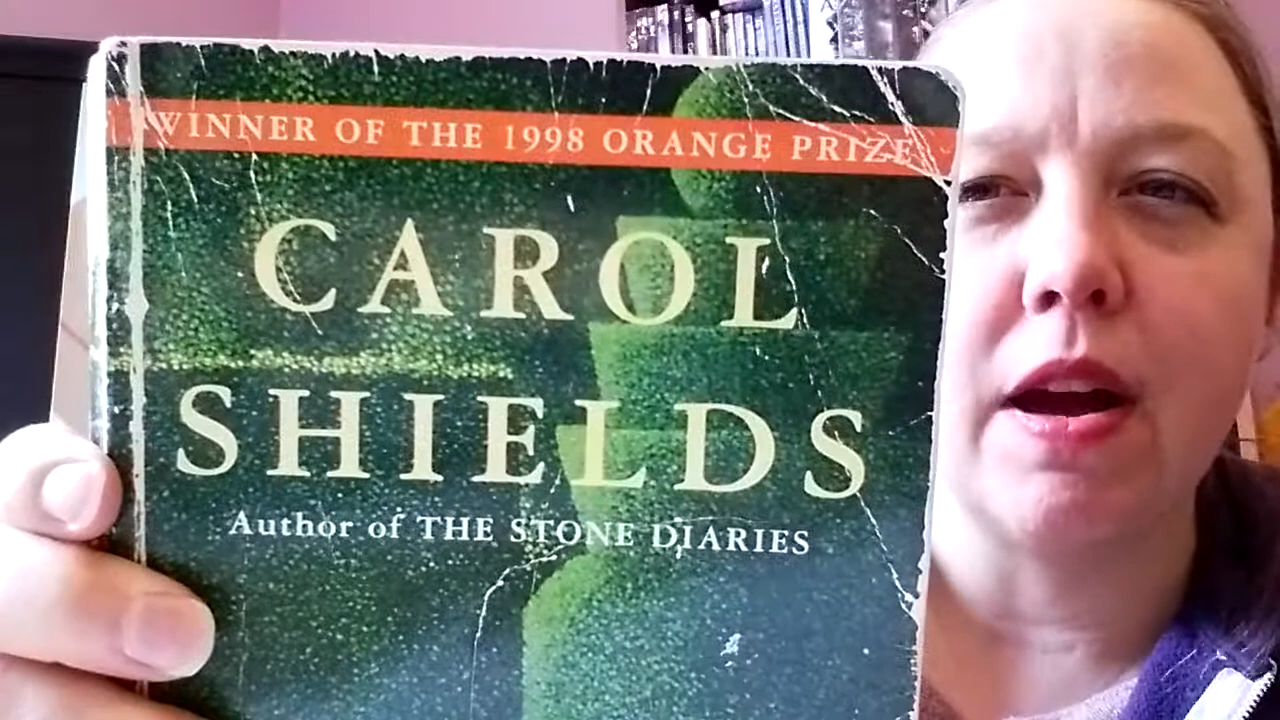 WINNER OF THE 1998 ORANGE PRIZE
CAROL
SHIELDS
Author of THE STONE DIARIES